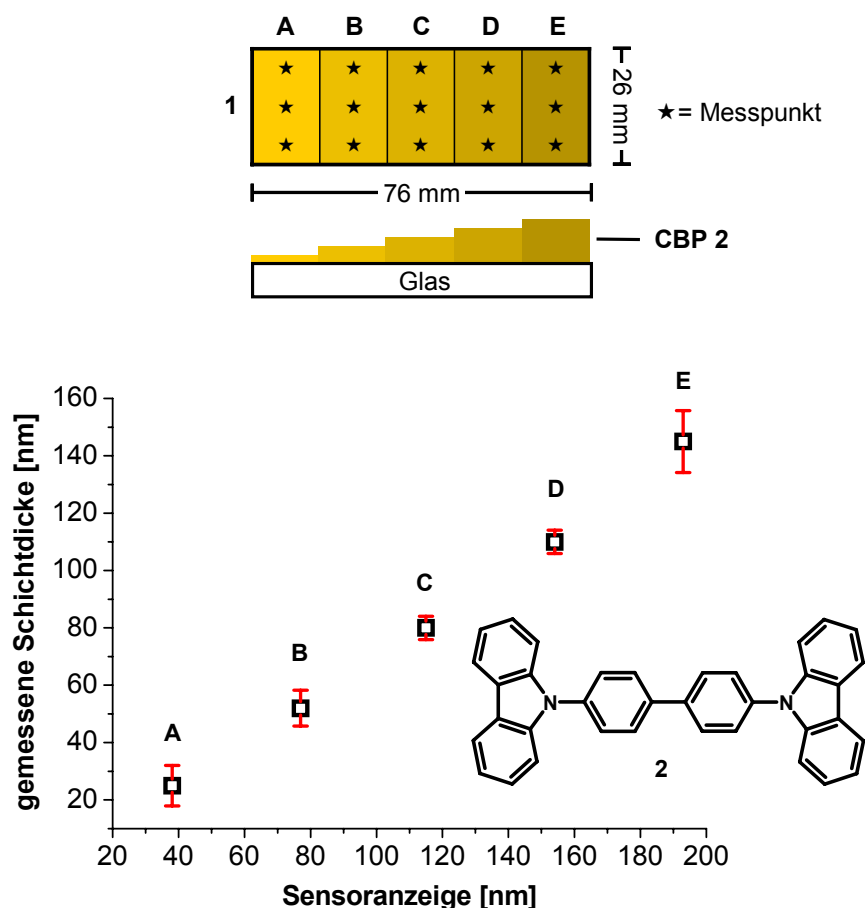 A B C D E
1
26 mm
★= Messpunkt
76 mm
CBP 2
Glas
gemessene Schichtdicke [nm]
160
140
120
100
80
60
40
20
A
B
C
D
E
N
N
2
20 40 60 80 100 120 140 160 180 200
Sensoranzeige [nm]